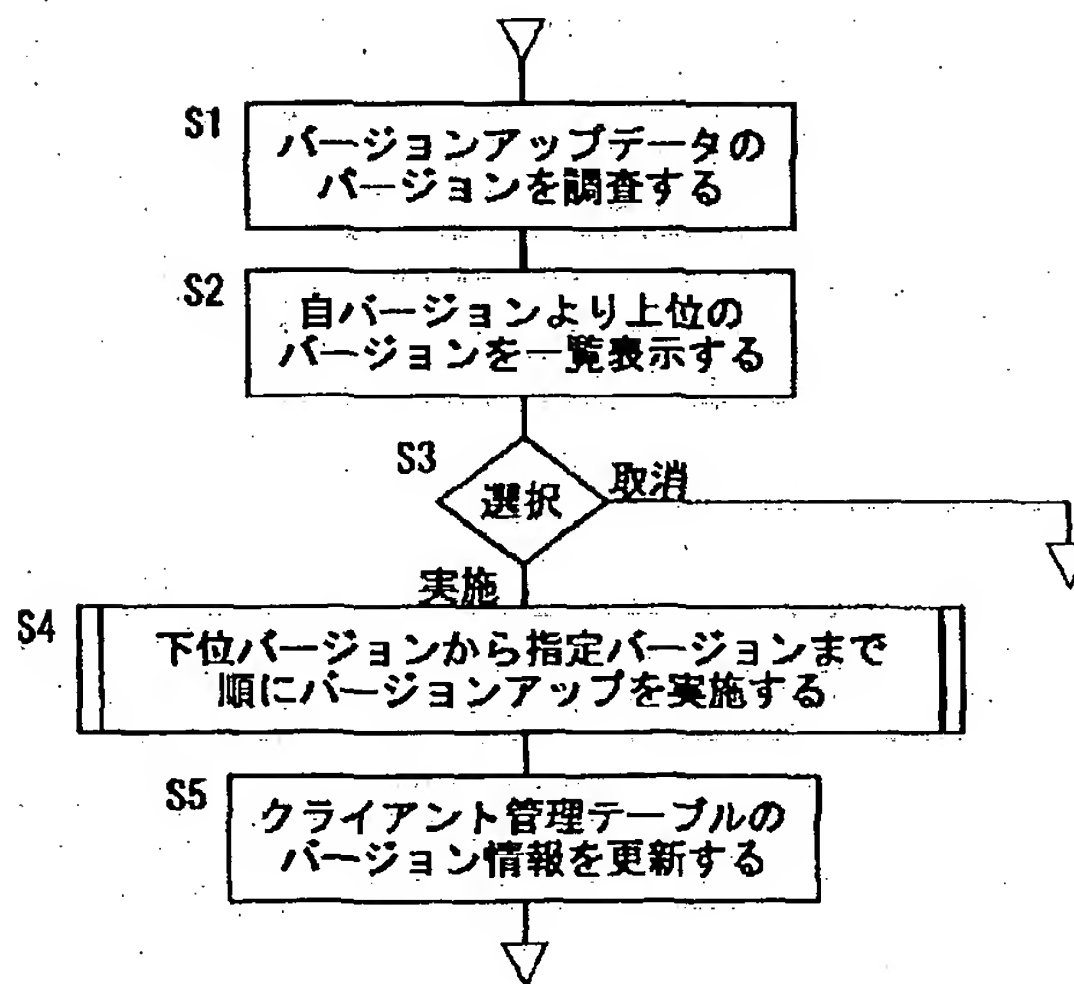 S1
バージョンアップデータの
バージョンを調査する
S2
自バージョンより上位の
バージョンを一覧表示する
S3
選択
取消
実施
S4
下位バージョンから指定バージョンまで
順にバージョンアップを実施する
S5
クライアント管理テーブルの
バージョン情報を更新する